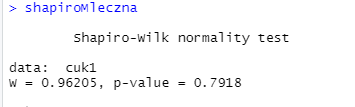 > shapiroMleczna
Shapiro-Wilk normality test
data:  cuk1
W = 0.96205, p-value = 0.7918